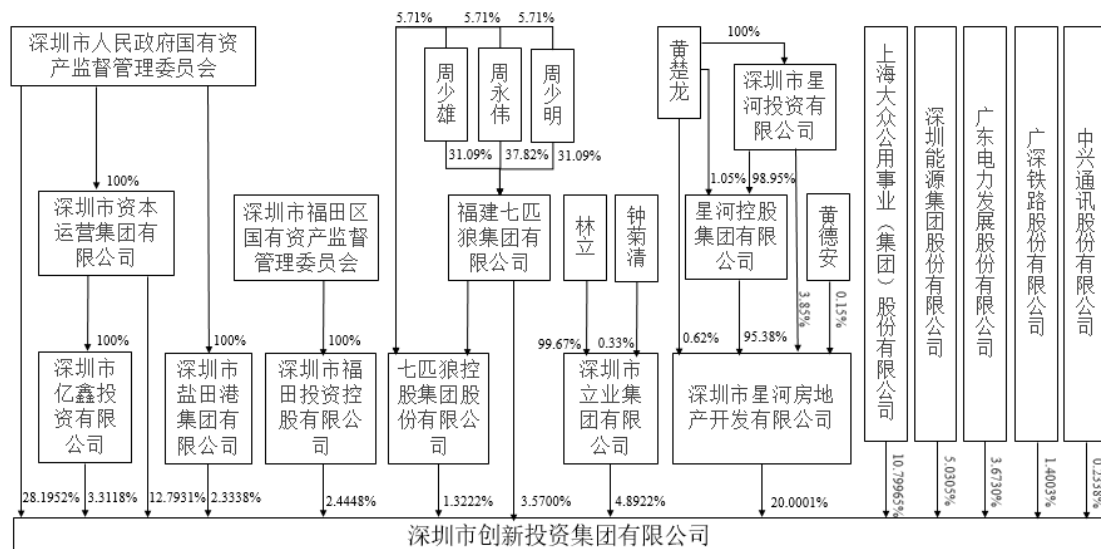 5.71%
5.71%
5.71%
深圳市人民政府国有资
产监督管理委员会
周少雄
周永伟
周少明
黄楚龙
100%
深圳市星
河投资有
限公司
上海大众公用事业（集团）股份有限公司
深圳能源集团股份有限公司
广东电力发展股份有限公司
广深铁路股份有限公司
中兴通讯股份有限公司
31.09%
37.82%
31.09%
100%
1.05%
98.95%
深圳市资本
运营集团有
限公司
深圳市福田区
国有资产监督
管理委员会
福建七匹
狼集团有
限公司
林立
钟菊清
星河控股
集团有限
公司
黄德安
3.85%
0.15%
100%
100%
100%
99.67%
0.33%
0.62%
95.38%
深圳市
亿鑫投
资有限
公司
深圳市
盐田港
集团有
限公司
深圳市福
田投资控
股有限公
司
七匹狼控
股集团股
份有限公
司
深圳市
立业集
团有限
公司
深圳市星河房地
产开发有限公司
28.1952%
3.3118%
12.7931%
2.3338%
2.4448%
1.3222%
3.5700%
4.8922%
20.0001%
10.79965%
5.0305%
3.6730%
1.4003%
0.2338%
深圳市创新投资集团有限公司